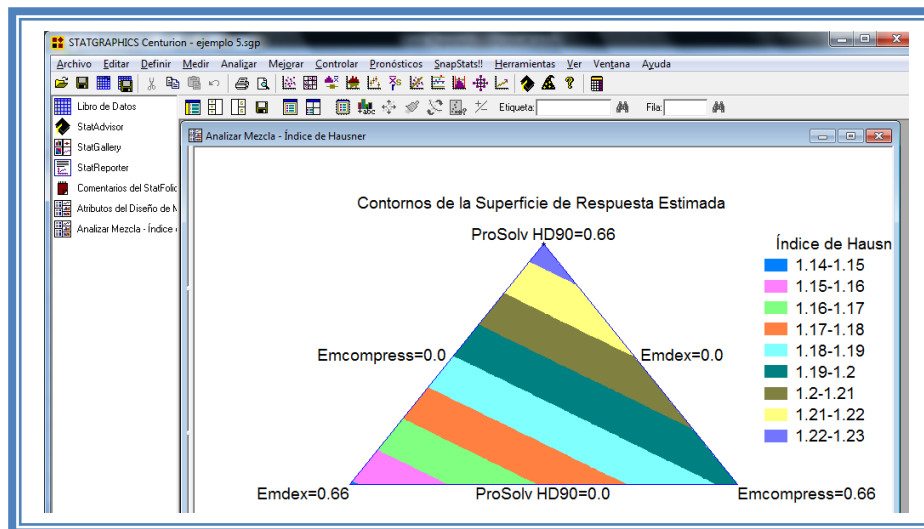 STATGRAPHICS Centurion - ejemplo 5.sgp
Archivo Editar Definir Medir Analizar Mejorar Controlar Pronósticos SnapStats!! Herramientas Ver Ventana Ayuda
Etiqueta: Fila:
Libro de Datos
StatAdvisor
StatGallery
StatReporter
Comentarios del StatFolio
Atributos del Diseño de M
Analizar Mezcla - Índice
Analizar Mezcla - Índice de Hausner
Contornos de la Superficie de Respuesta Estimada
ProSolv HD90=0.66
Emcompress=0.0
Emdex=0.0
Emdex=0.66
ProSolv HD90=0.0
Emcompress=0.66
Índice de Hausn
1.14-1.15
1.15-1.16
1.16-1.17
1.17-1.18
1.18-1.19
1.19-1.2
1.2-1.21
1.21-1.22
1.22-1.23